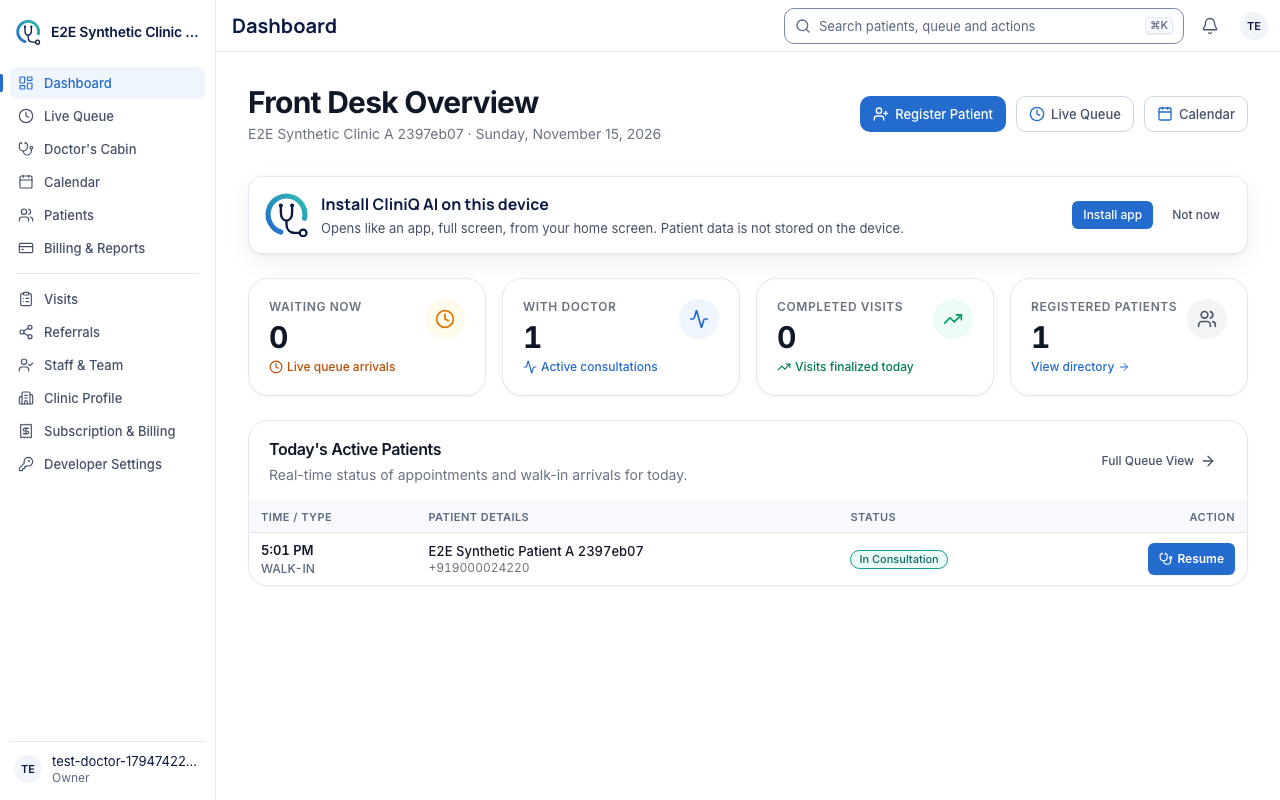 E2E Synthetic Clinic ...
Dashboard
Search patients, queue and actions
⌘K
TE
Dashboard
Live Queue
Doctor's Cabin
Calendar
Patients
Billing & Reports
Visits
Referrals
Staff & Team
Clinic Profile
Subscription & Billing
Developer Settings
TE
test-doctor-17947422...
Owner
Front Desk Overview
E2E Synthetic Clinic A 2397eb07 · Sunday, November 15, 2026
Register Patient
Live Queue
Calendar
Install CliniQ AI on this device
Opens like an app, full screen, from your home screen. Patient data is not stored on the device.
Install app
Not now
WAITING NOW
0
Live queue arrivals
WITH DOCTOR
1
Active consultations
COMPLETED VISITS
0
Visits finalized today
REGISTERED PATIENTS
1
View directory →
Today's Active Patients
Real-time status of appointments and walk-in arrivals for today.
Full Queue View →
TIME / TYPE PATIENT DETAILS STATUS ACTION
5:01 PM
WALK-IN
E2E Synthetic Patient A 2397eb07
+919000024220
In Consultation
Resume